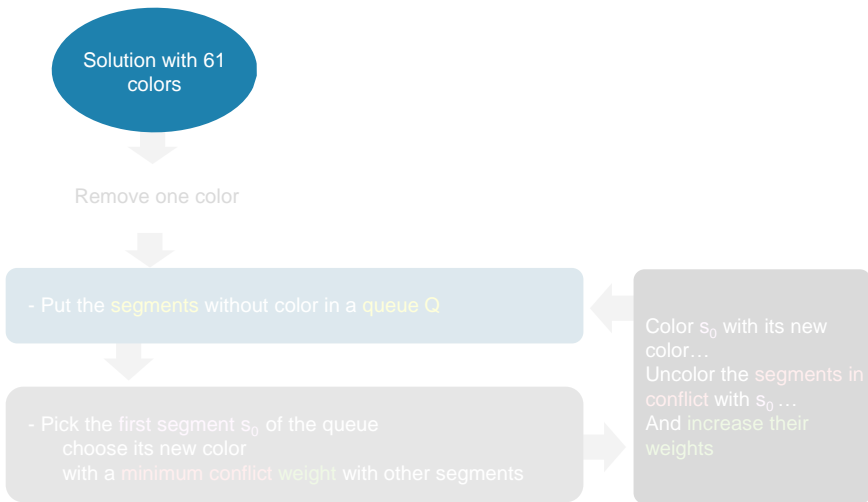 Solution with 61
colors
Remove one color
- Put the segments without color in a queue Q
- Pick the first segment s₀ of the queue
choose its new color
with a minimum conflict weight with other segments
Color s₀ with its new
color…
Uncolor the segments in
conflict with s₀ …
And increase their
weights